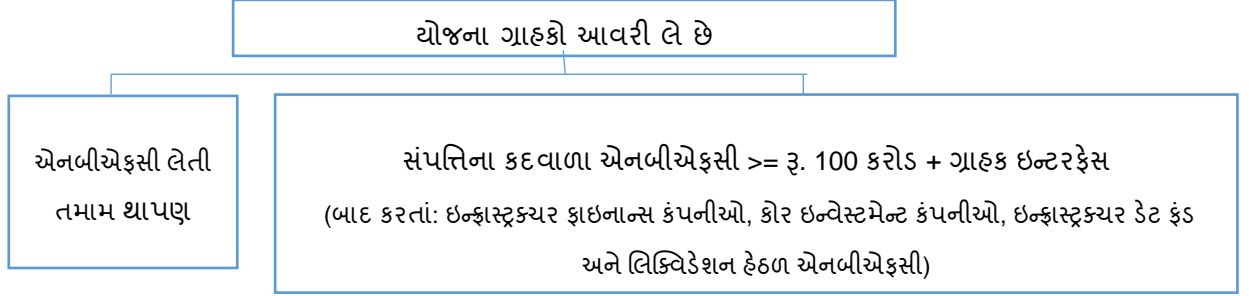 યોજના ગ્રાહકો આવરી લે છે
એનબીએફસી લેતી
તમામ થાપણ
સંપત્તિના કદવાળા એનબીએફસી >= રૂ. 100 કરોડ + ગ્રાહક ઇન્ટરફેસ
(બાદ કરતાં: ઇન્ફ્રાસ્ટ્રક્ચર ફાઇનાન્સ કંપનીઓ, કોર ઇન્વેસ્ટમેન્ટ કંપનીઓ, ઇન્ફ્રાસ્ટ્રક્ચર ડેટ ફંડ
અને લિક્વિડેશન હેઠળ એનબીએફસી)